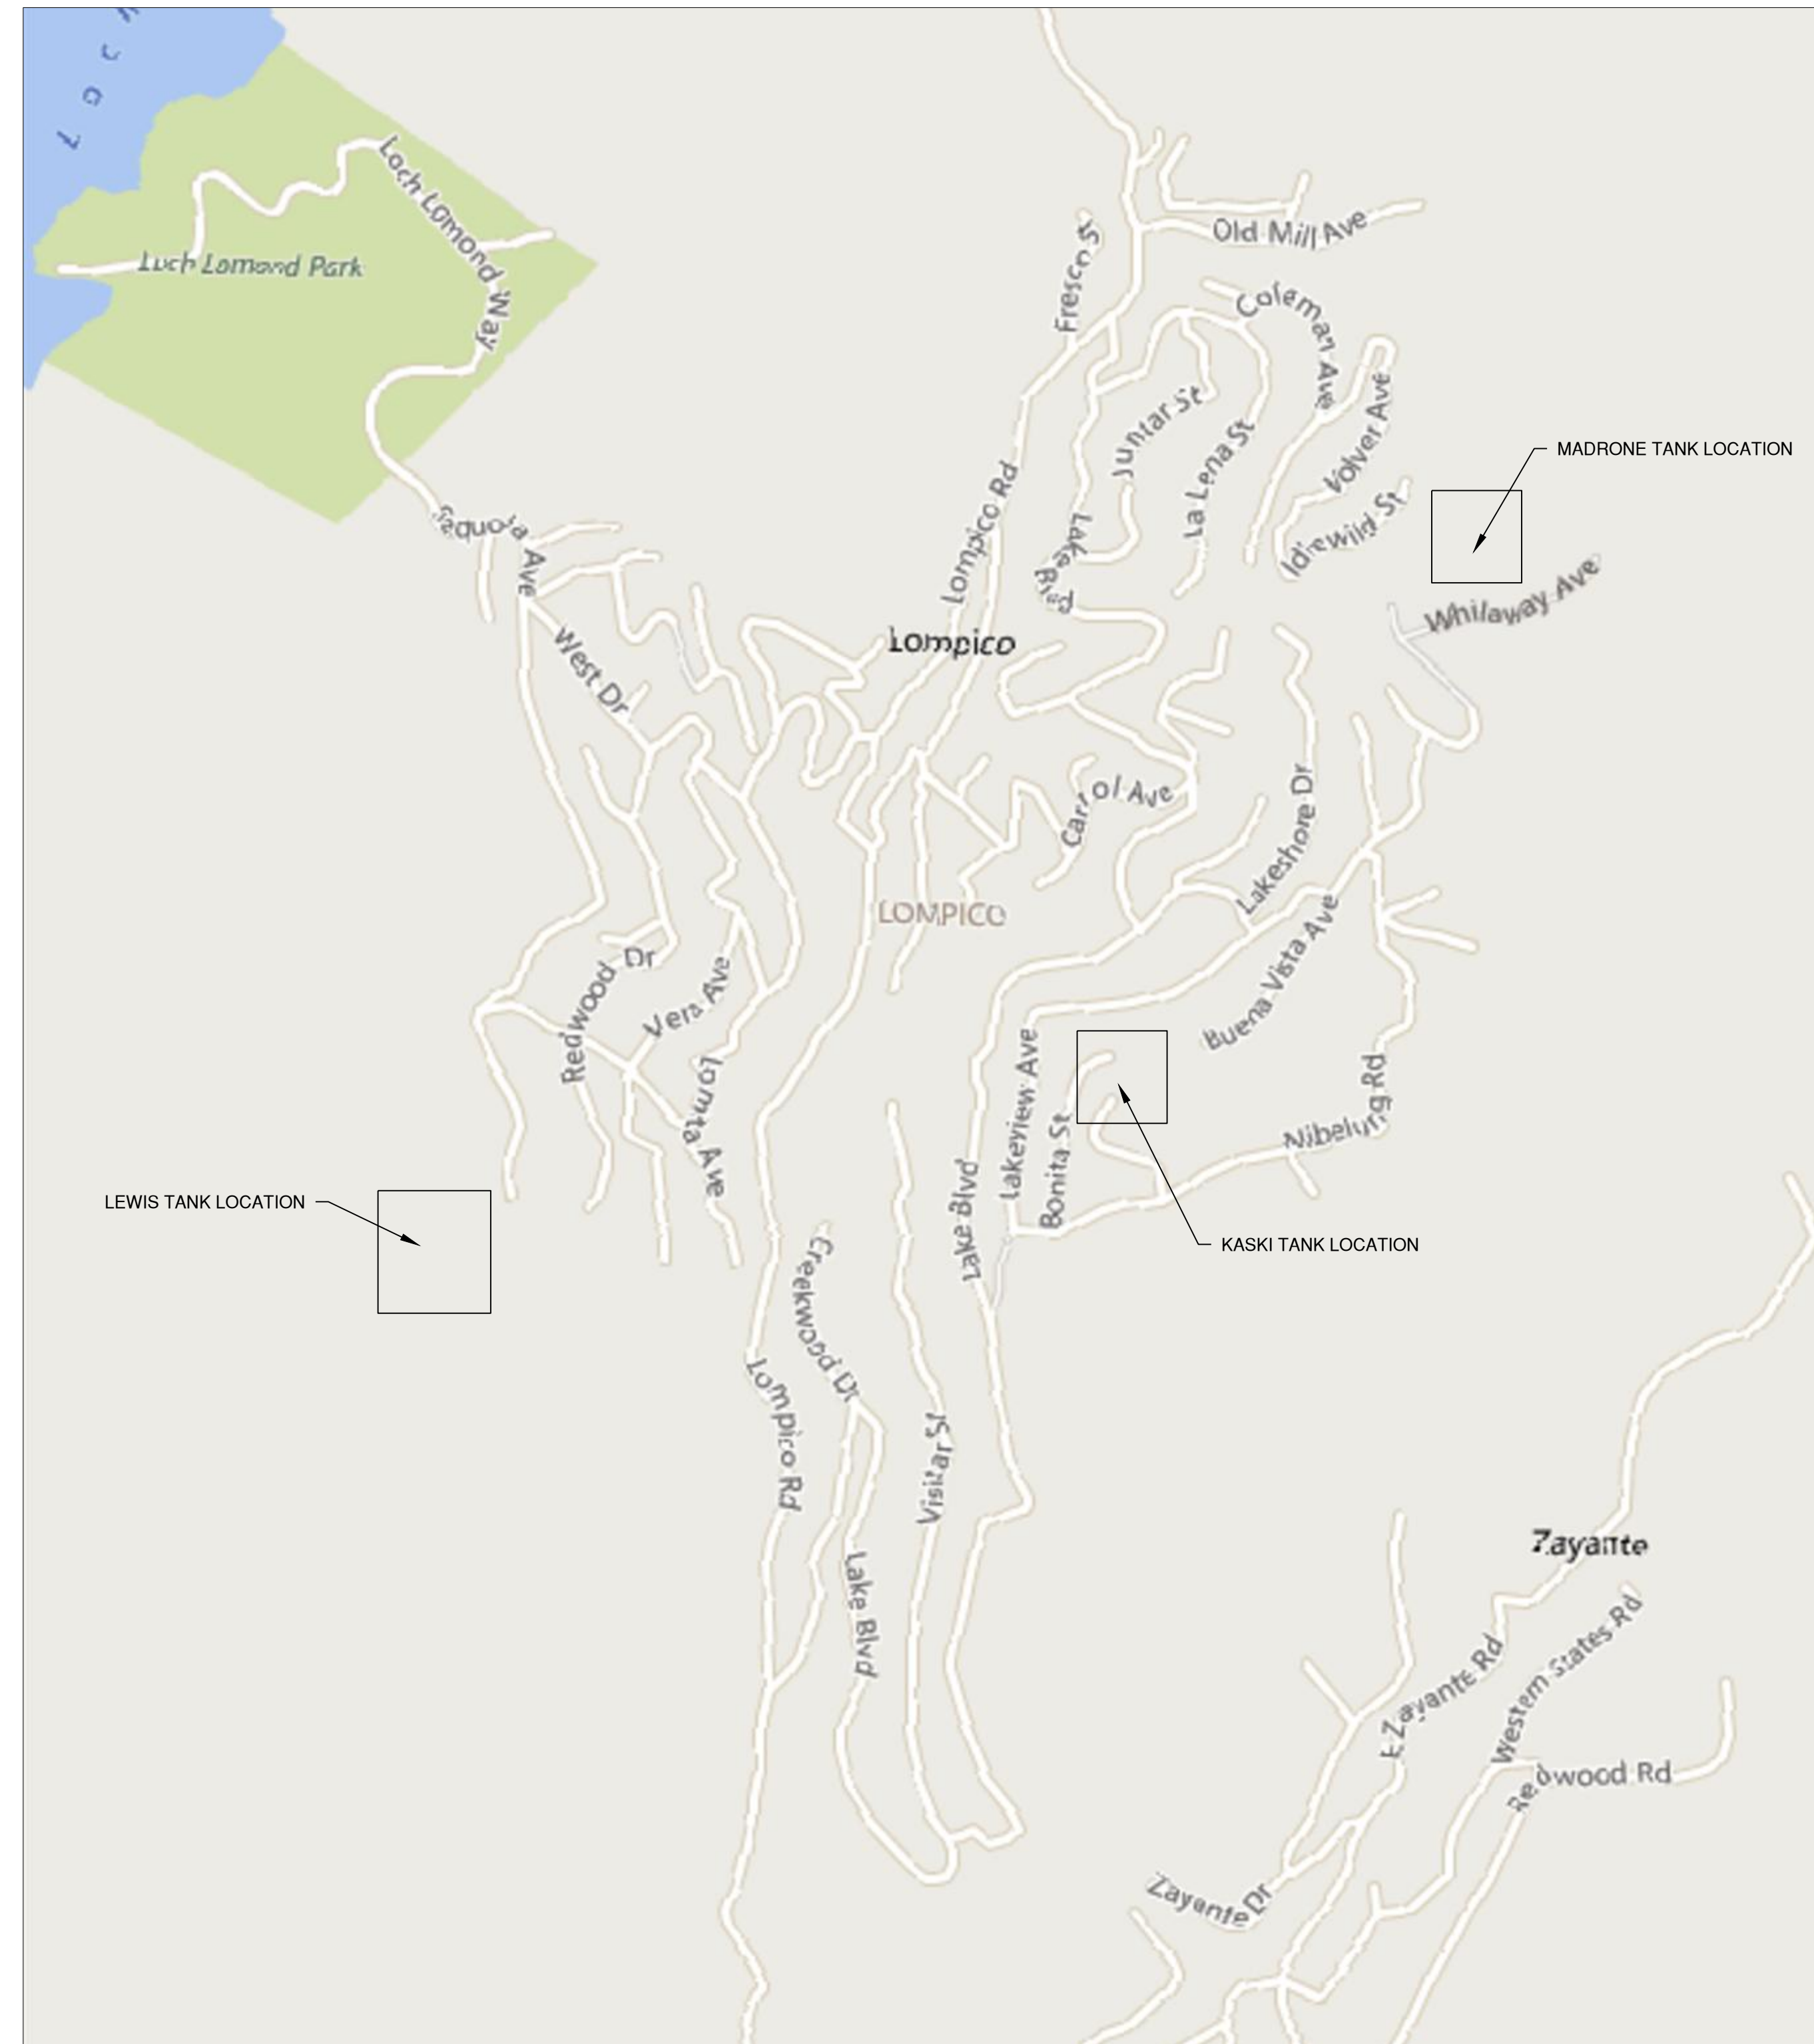 Loch
Loch Lomond Way
Loch Lomond Park
Old Mill Ave
Fresco St
Coleman Ave
Juntar St
Volver Ave
La Lena St
MADRONE TANK LOCATION
Lompico Rd
Idlewild St
Sequoia Ave
Lake Blvd
Whilaway Ave
Lompico
West Dr
Carrol Ave
Lakeshore Dr
LOMPICO
Buena Vista Ave
Redwood Dr
Vera Ave
Lakeview Ave
Lomita Ave
Bonita St
Nibelung Rd
LEWIS TANK LOCATION
Lake Blvd
KASKI TANK LOCATION
Creekwood Dr
Lompico Rd
Visitar St
Zayante
Lake Blvd
Western States Rd
E Zayante Rd
Redwood Rd
Zayante Dr